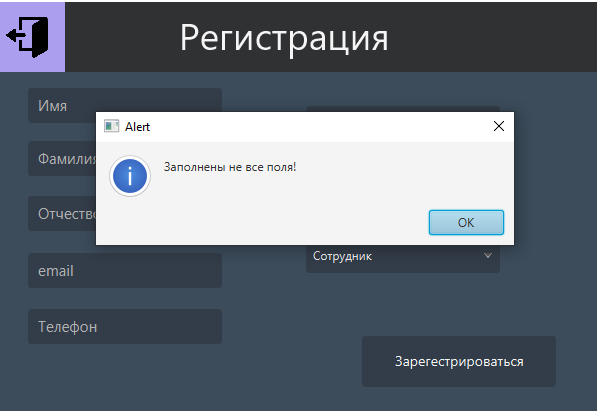 Регистрация
Имя
Alert
Заполнены не все поля!
OK
Фамилия
Отчество
Сотрудник
email
Телефон
Зарегестрироваться